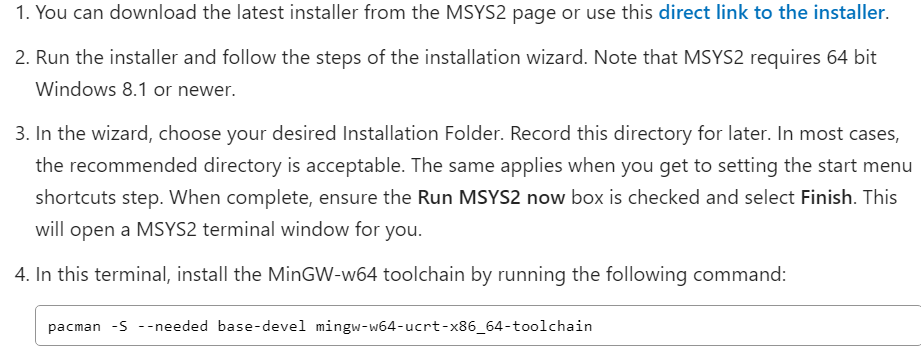 1. You can download the latest installer from the MSYS2 page or use this direct link to the installer.
2. Run the installer and follow the steps of the installation wizard. Note that MSYS2 requires 64 bit
Windows 8.1 or newer.
3. In the wizard, choose your desired Installation Folder. Record this directory for later. In most cases,
the recommended directory is acceptable. The same applies when you get to setting the start menu
shortcuts step. When complete, ensure the Run MSYS2 now box is checked and select Finish. This
will open a MSYS2 terminal window for you.
4. In this terminal, install the MinGW-w64 toolchain by running the following command:
pacman -S --needed base-devel mingw-w64-ucrt-x86_64-toolchain